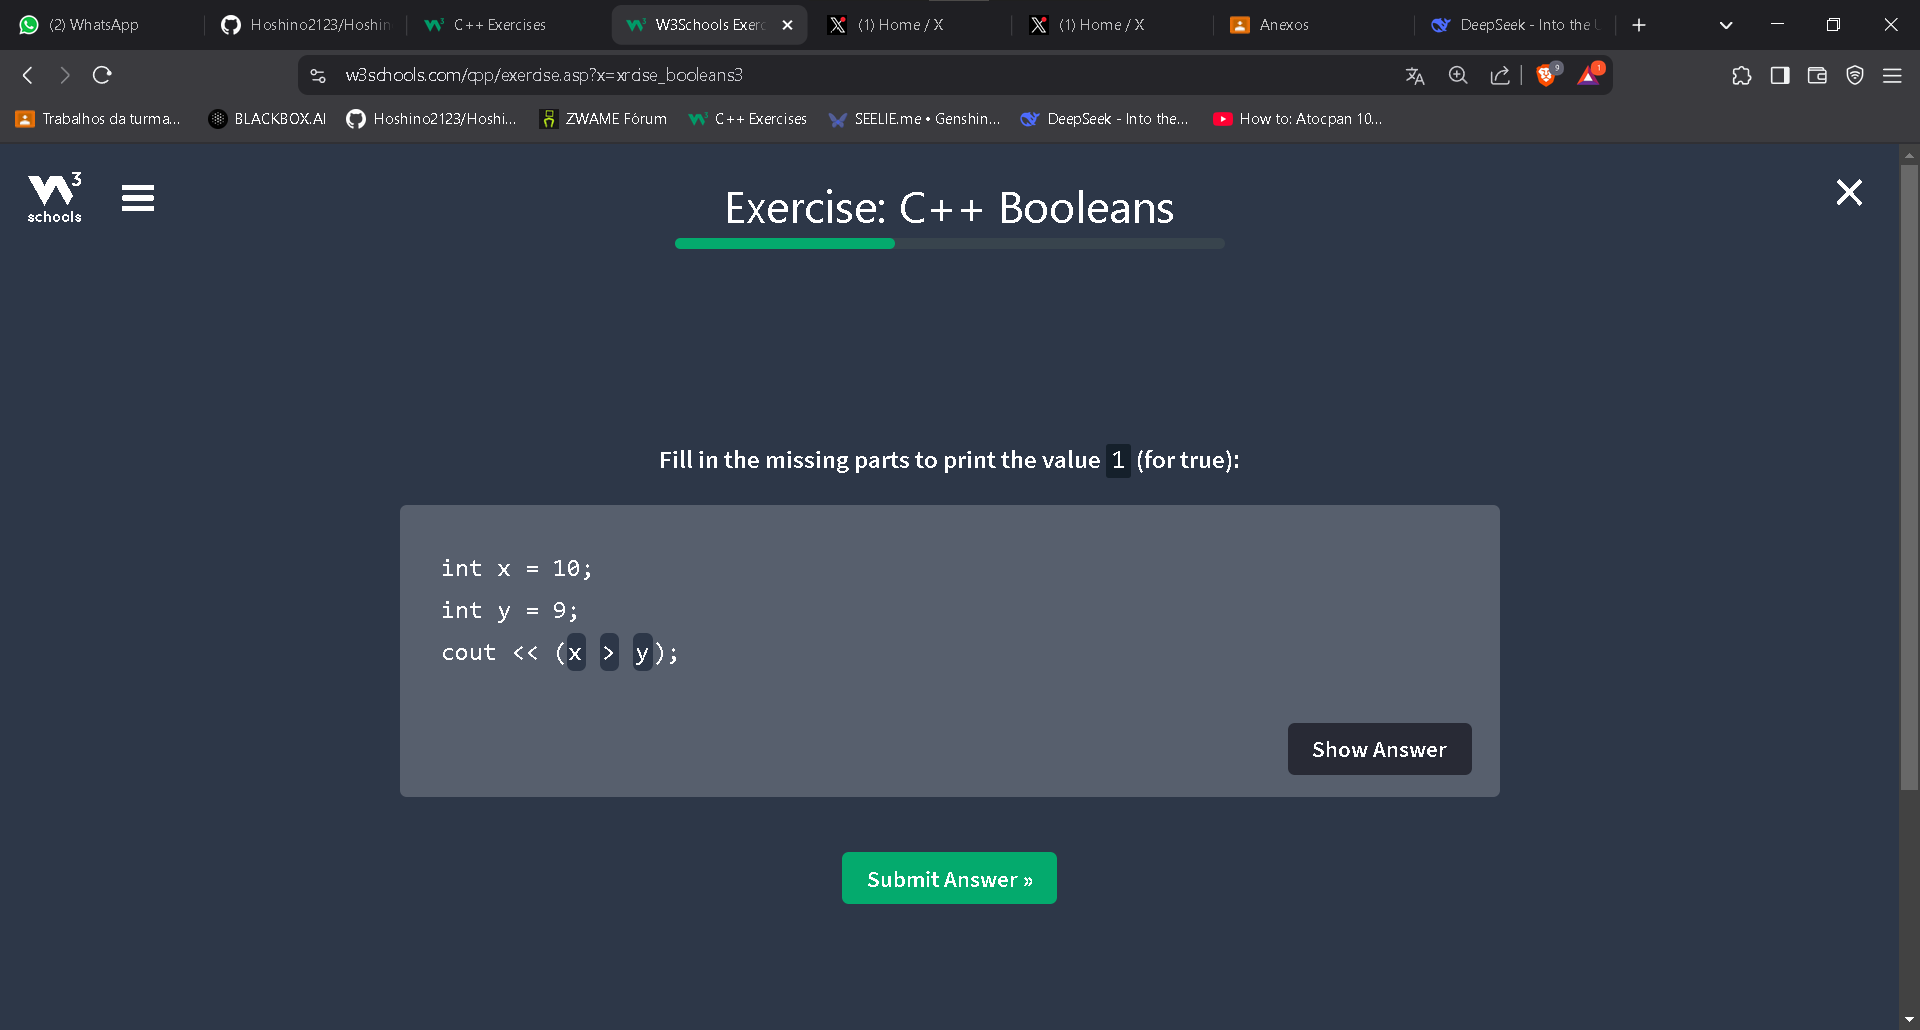 (2) WhatsApp
Hoshino2123/Hoshin
C++ Exercises
W3Schools Exerc
(1) Home / X
(1) Home / X
Anexos
DeepSeek - Into the U
w3schools.com/cpp/exercise.asp?x=xrcise_booleans3
9
1
Trabalhos da turma...
BLACKBOX.AI
Hoshino2123/Hoshi...
ZWAME Fórum
C++ Exercises
SEELIE.me • Genshin...
DeepSeek - Into the...
How to: Atocpan 10...
W3
schools
Exercise: C++ Booleans
Fill in the missing parts to print the value 1 (for true):
int x = 10;
int y = 9;
cout << (x > y);
Show Answer
Submit Answer »